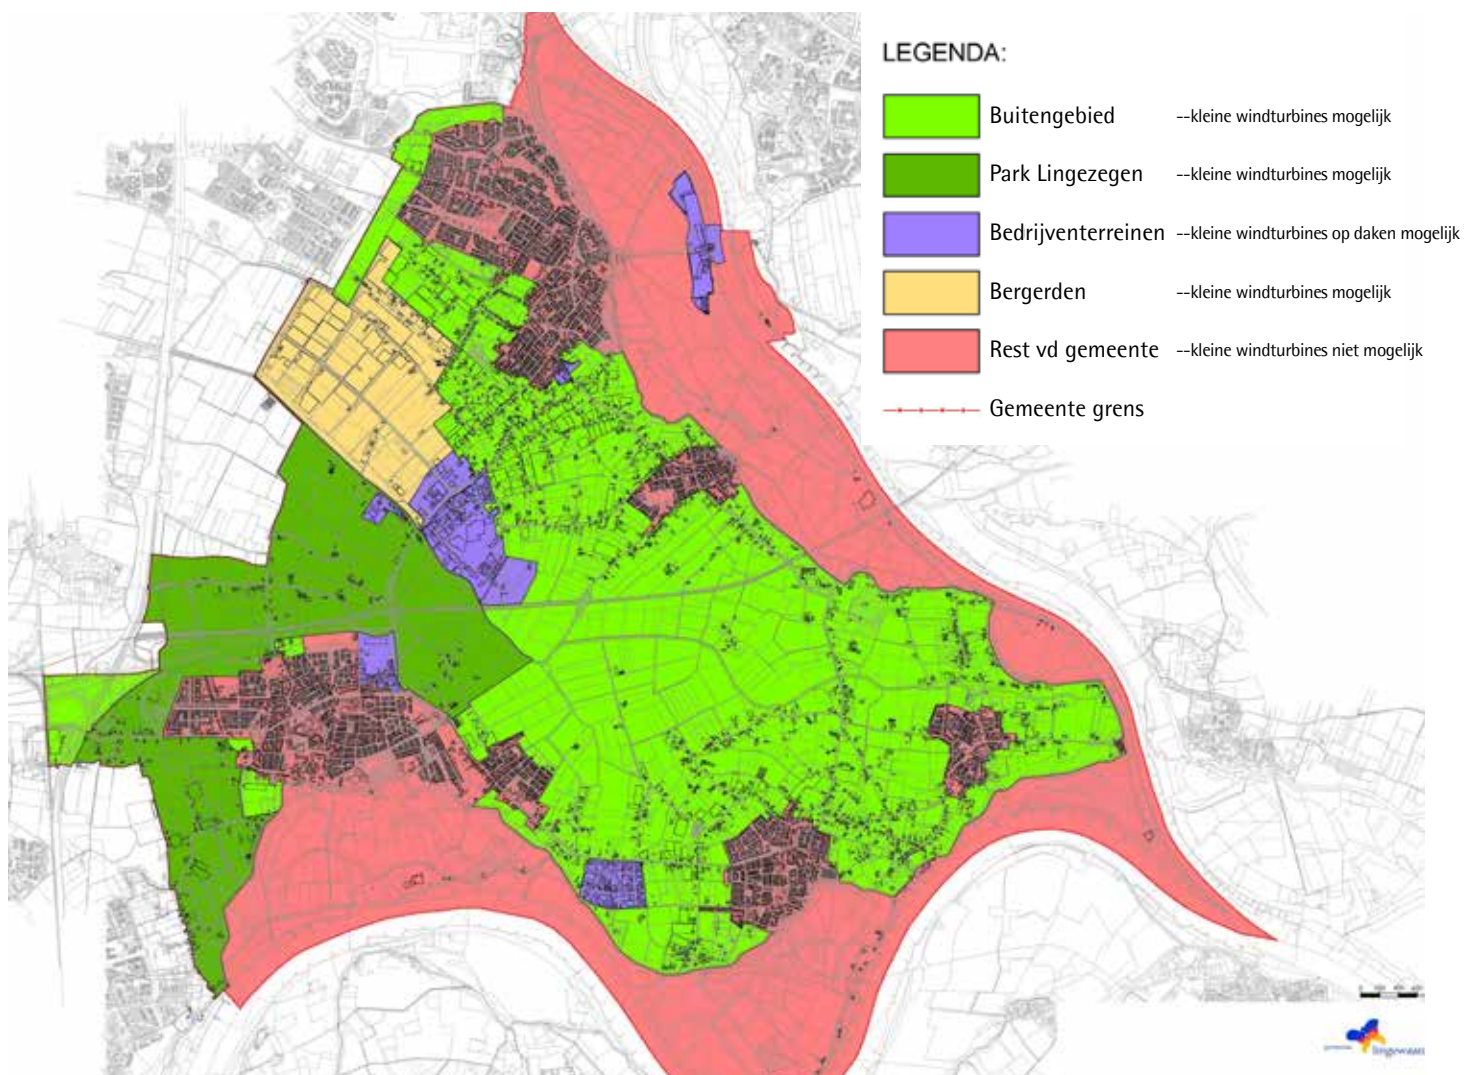 LEGENDA:
Buitengebied --kleine windturbines mogelijk
Park Lingezegen --kleine windturbines mogelijk
Bedrijventerreinen --kleine windturbines op daken mogelijk
Bergerden --kleine windturbines mogelijk
Rest vd gemeente --kleine windturbines niet mogelijk
Gemeente grens